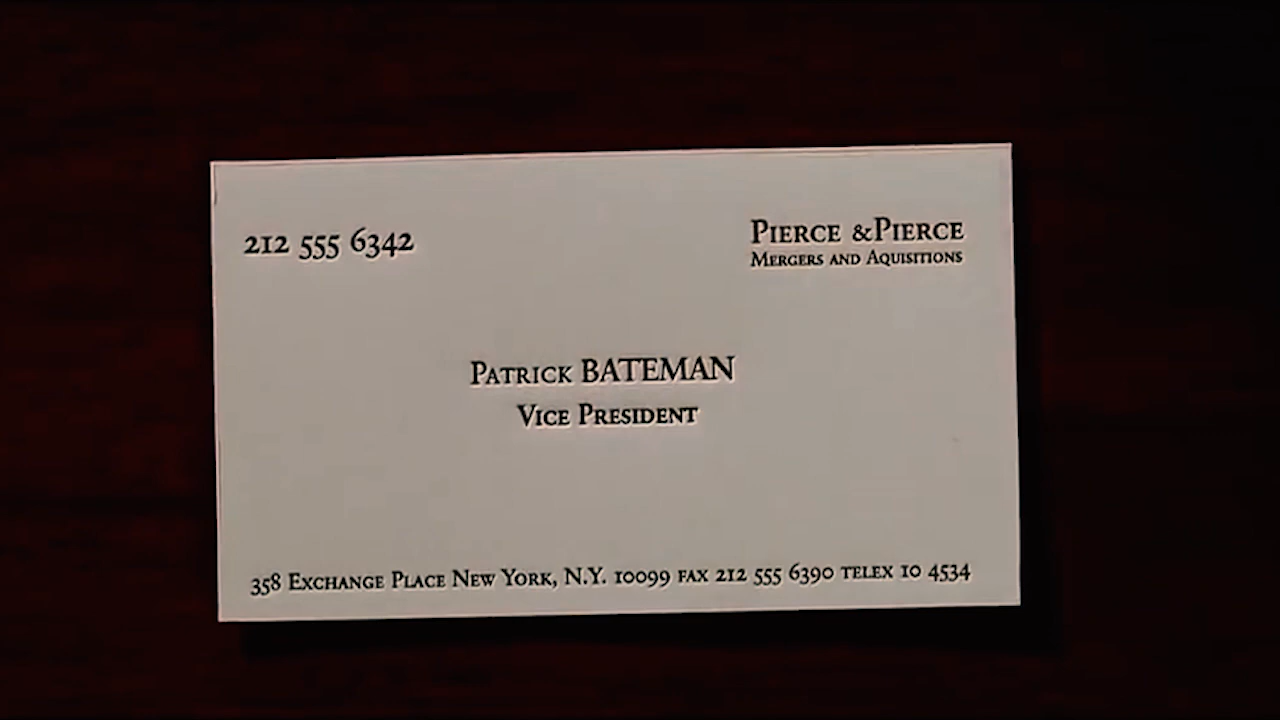 212 555 6342
Pierce &Pierce
Mergers and Aquisitions
Patrick BATEMAN
Vice President
358 Exchange Place New York, N.Y. 10099 fax 212 555 6390 telex 10 4534